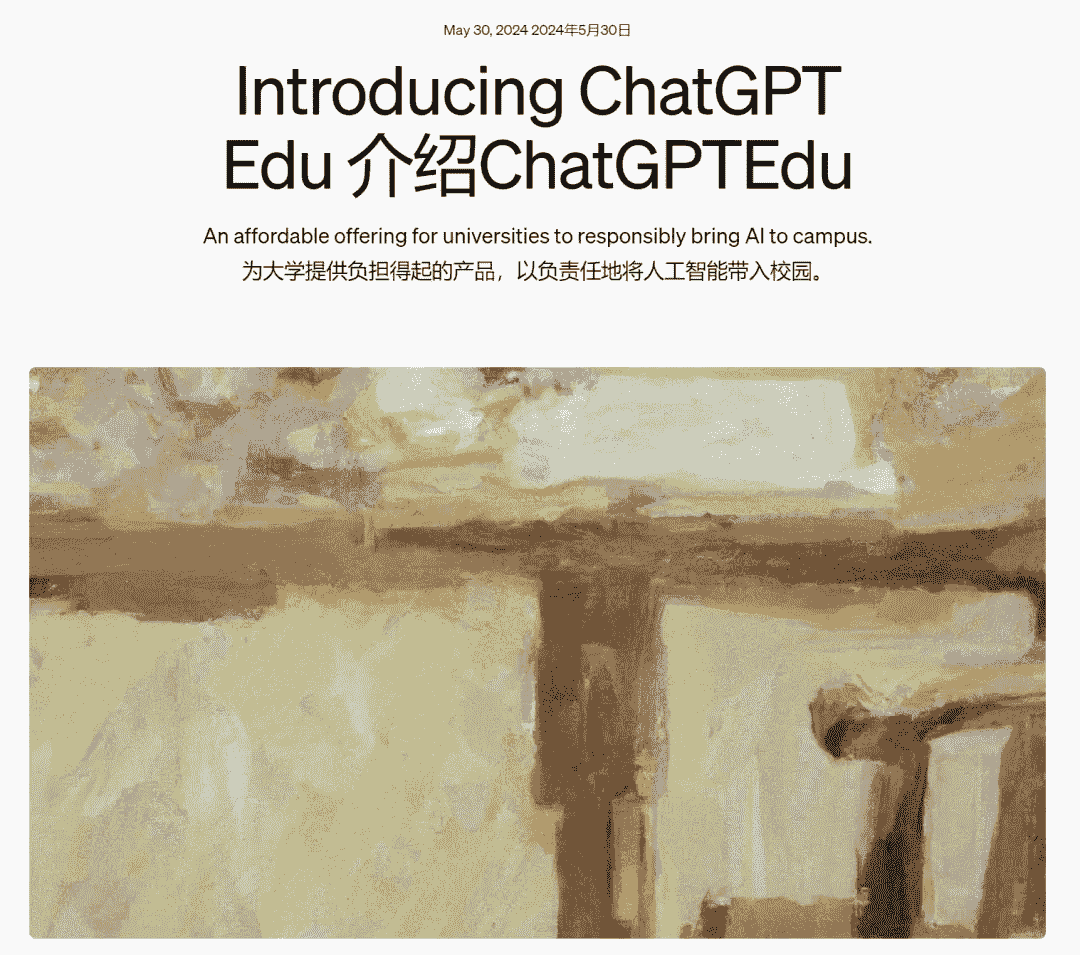 May 30, 2024 2024年5月30日
Introducing ChatGPT
Edu 介绍ChatGPTEdu
An affordable offering for universities to responsibly bring AI to campus.
为大学提供负担得起的产品，以负责任地将人工智能带入校园。